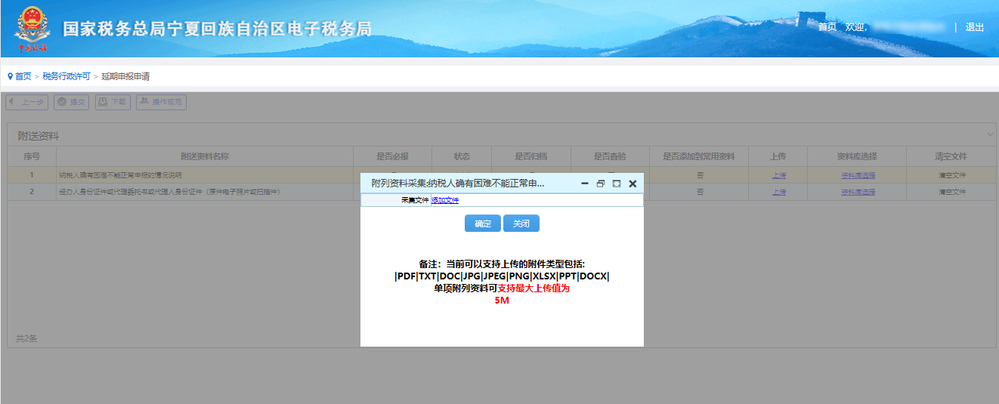 国家税务总局宁夏回族自治区电子税务局
中国税务
首页 欢迎, | 退出
首页 > 税务行政许可 > 延期申报申请
上一步 提交 下载 操作规范
附送资料
序号 附送资料名称 是否必报 状态 是否归档 是否查验 是否添加到常用资料 上传 资料库选择 清空文件
1 纳税人确有困难不能正常申报的情况说明 否 上传 资料库选择 清空文件
2 经办人身份证件或代理委托书或代理人身份证件（原件电子照片或扫描件） 否 上传 资料库选择 清空文件
附列资料采集:纳税人确有困难不能正常申...
采集文件 添加文件
确定 关闭
备注：当前可以支持上传的附件类型包括:
|PDF|TXT|DOC|JPG|JPEG|PNG|XLSX|PPT|DOCX|
单项附列资料可支持最大上传值为
5M
共2条